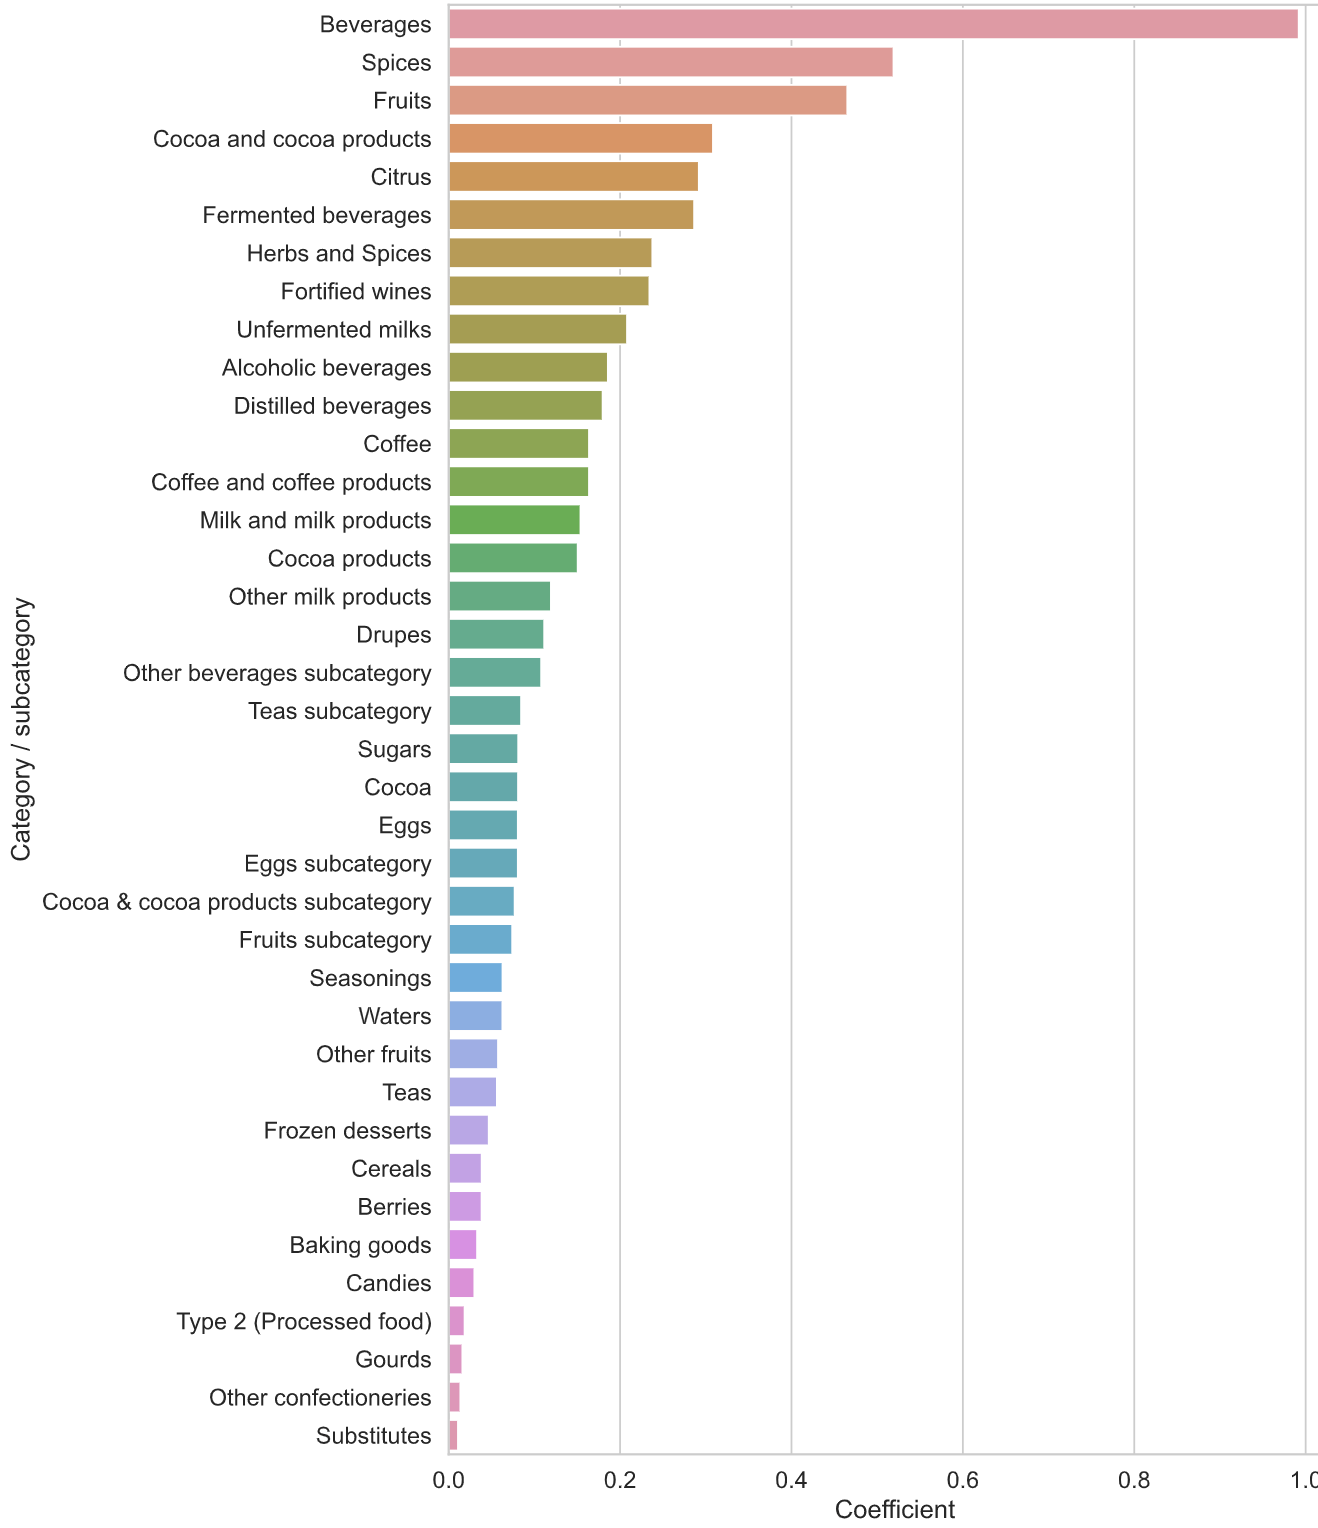 Beverages
Spices
Fruits
Cocoa and cocoa products
Citrus
Fermented beverages
Herbs and Spices
Fortified wines
Unfermented milks
Alcoholic beverages
Distilled beverages
Coffee
Coffee and coffee products
Milk and milk products
Cocoa products
Other milk products
Drupes
Other beverages subcategory
Teas subcategory
Sugars
Cocoa
Eggs
Eggs subcategory
Cocoa & cocoa products subcategory
Fruits subcategory
Seasonings
Waters
Other fruits
Teas
Frozen desserts
Cereals
Berries
Baking goods
Candies
Type 2 (Processed food)
Gourds
Other confectioneries
Substitutes
Category / subcategory
0.0 0.2 0.4 0.6 0.8 1.0
Coefficient